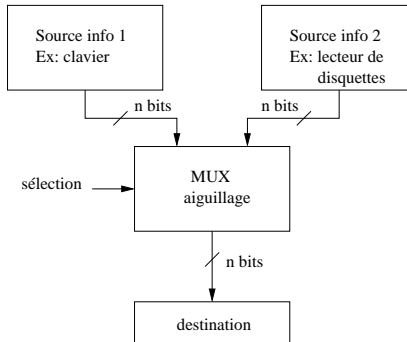 Source info 1
Ex: clavier
Source info 2
Ex: lecteur de
disquettes
n bits
n bits
sélection
MUX
aiguillage
n bits
destination